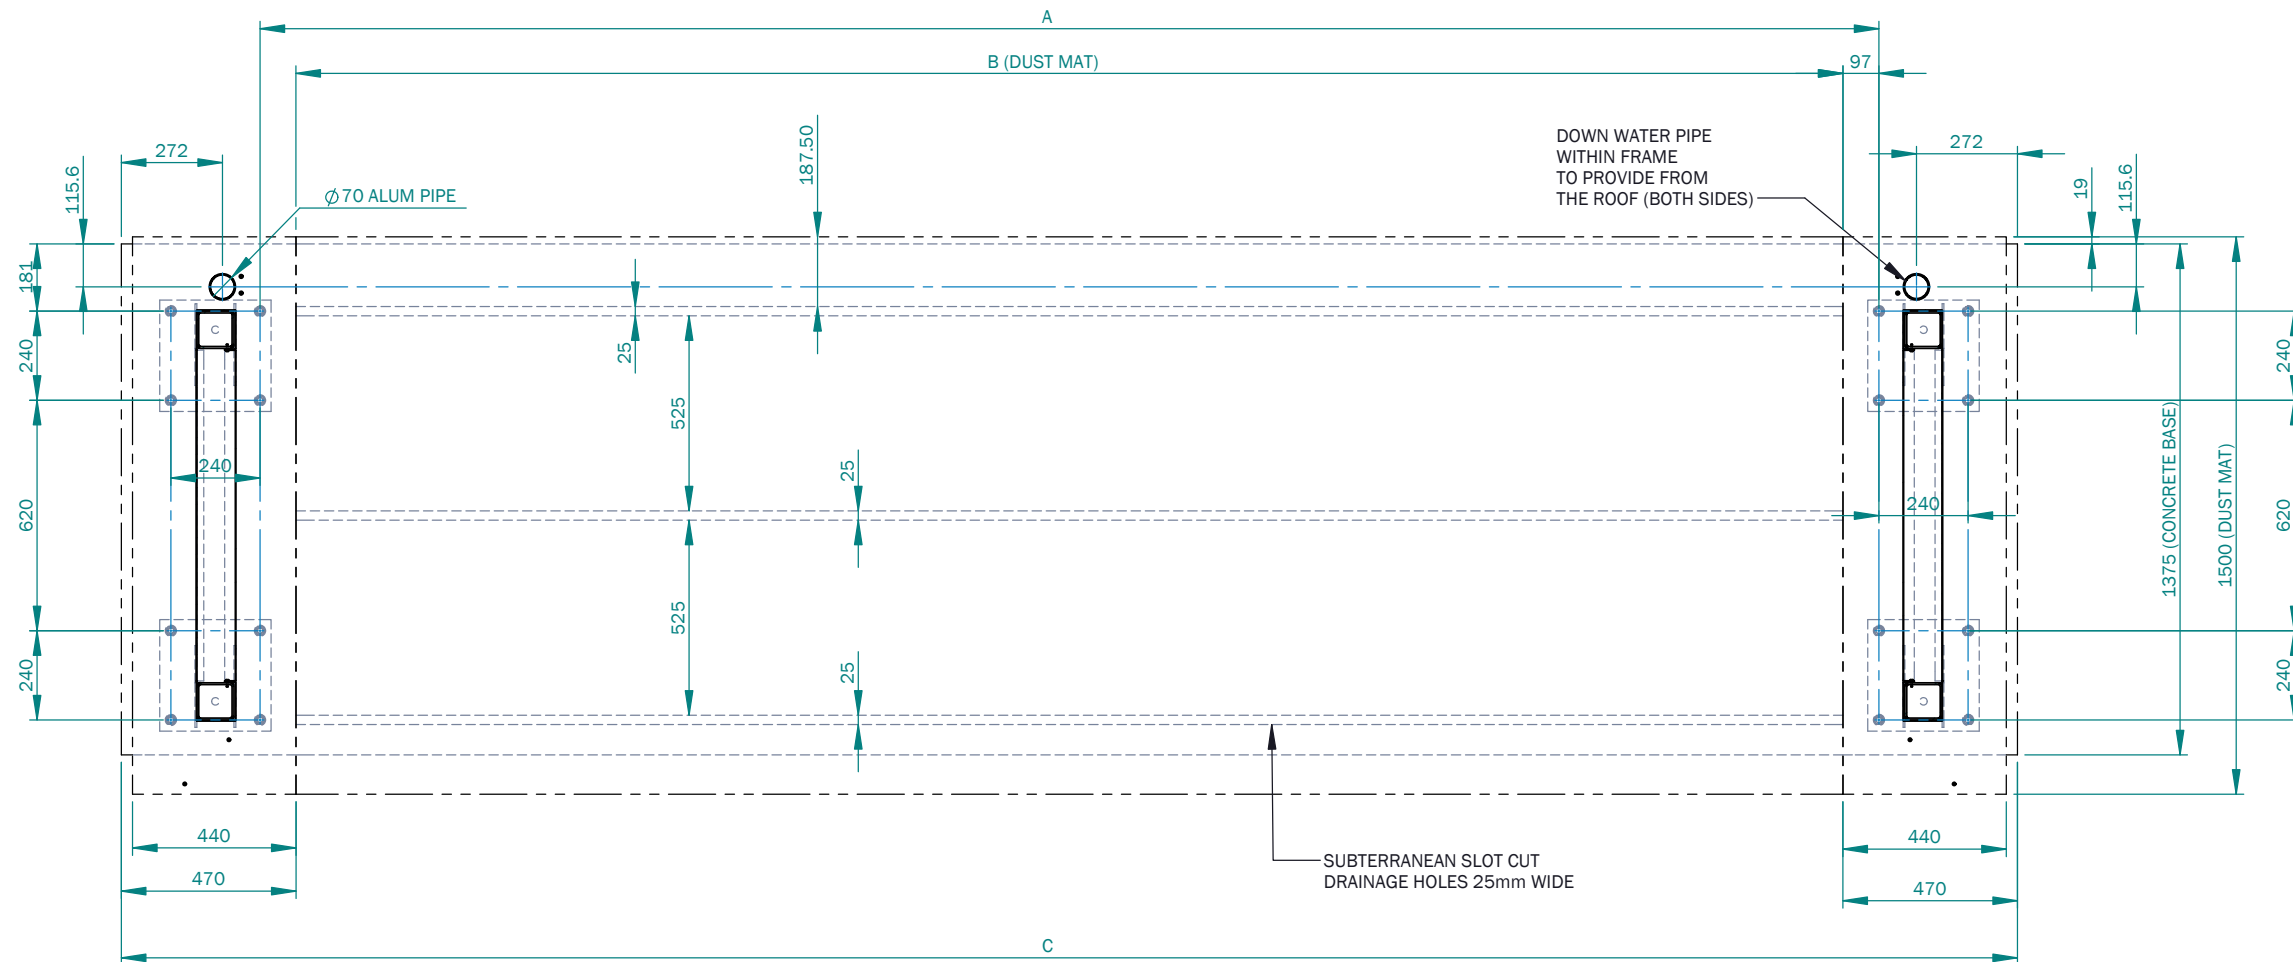 A
B (DUST MAT)
97
DOWN WATER PIPE
WITHIN FRAME
TO PROVIDE FROM
THE ROOF (BOTH SIDES)
272
272
187.50
115.6
Ø70 ALUM PIPE
19
115.6
181
C
C
240
25
240
525
1375 (CONCRETE BASE)
1500 (DUST MAT)
240
25
240
620
620
525
240
25
240
C
C
440
440
SUBTERRANEAN SLOT CUT
DRAINAGE HOLES 25mm WIDE
470
470
C